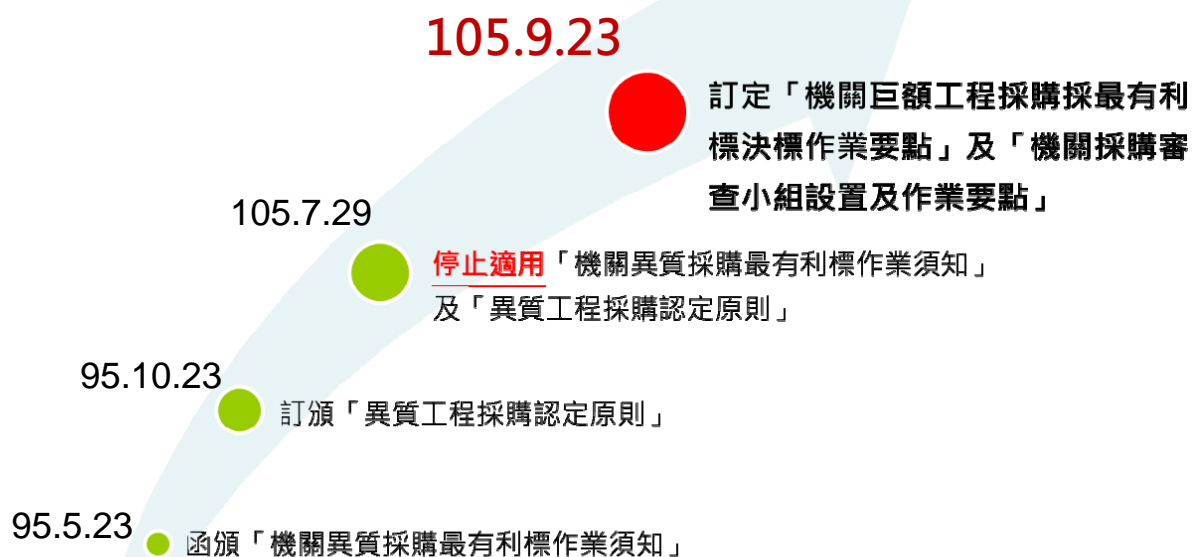 105.9.23
訂定「機關巨額工程採購採最有利
標決標作業要點」及「機關採購審
查小組設置及作業要點」
105.7.29
停止適用「機關異質採購最有利標作業須知」
及「異質工程採購認定原則」
95.10.23
訂頒「異質工程採購認定原則」
95.5.23
函頒「機關異質採購最有利標作業須知」